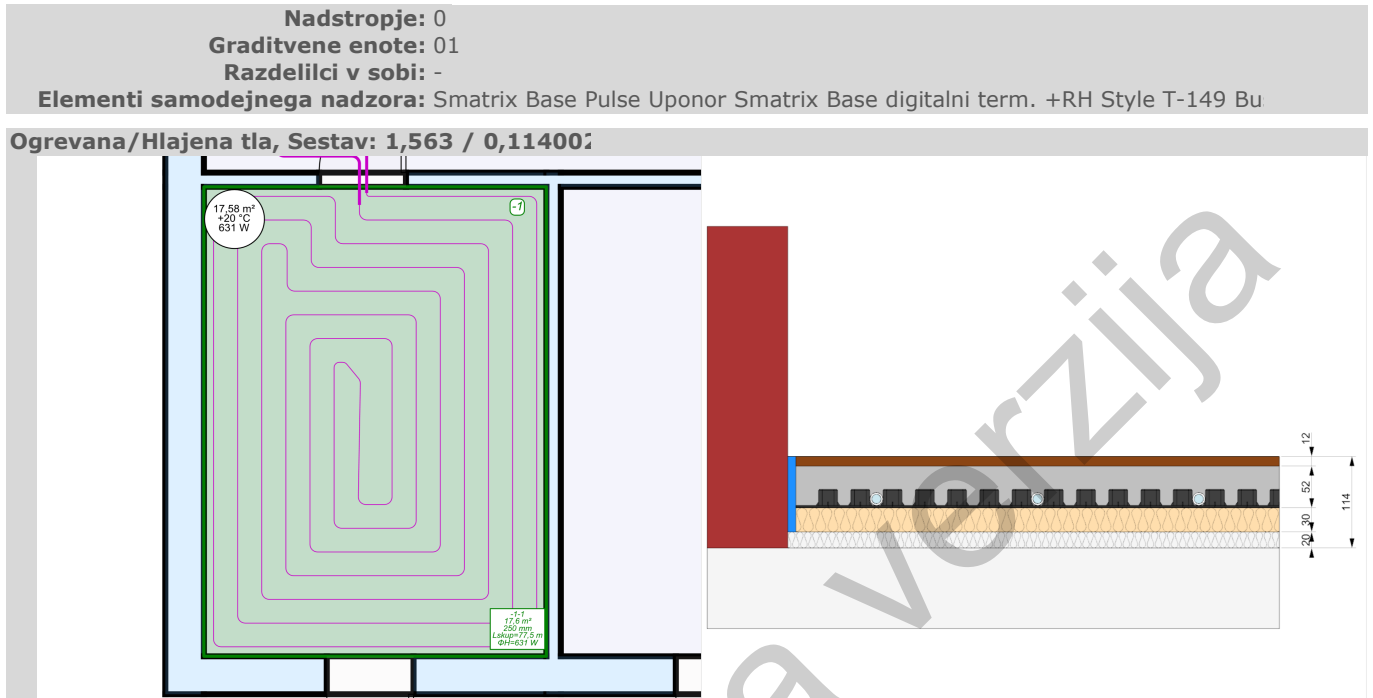 Nadstropje: 0
Graditvene enote: 01
Razdelilci v sobi: -
Elementi samodejnega nadzora: Smatrix Base Pulse Uponor Smatrix Base digitalni term. +RH Style T-149 Bu
Ogrevana/Hlajena tla, Sestav: 1,563 / 0,114002
17,58 m²
+20 °C
631 W
-1
-1-1
17,6 m²
250 mm
Lskup=77,5 m
ΦH=631 W
12
52
30
20
114
a verzija